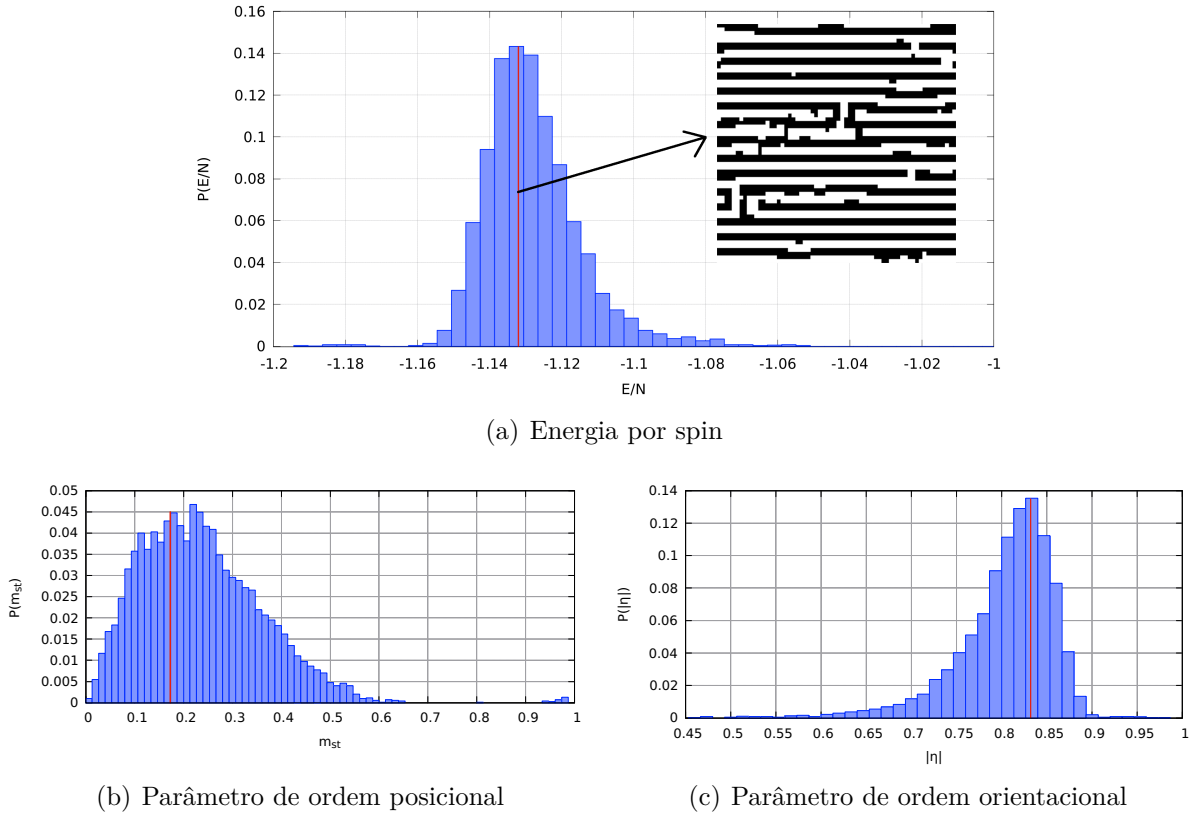 0.16
0.14
0.12
0.1
0.08
0.06
0.04
0.02
0
P(E/N)
-1.2 -1.18 -1.16 -1.14 -1.12 -1.1 -1.08 -1.06 -1.04 -1.02 -1
E/N
(a) Energia por spin
0.05
0.045
0.04
0.035
0.03
0.025
0.02
0.015
0.01
0.005
0
P(mst)
0 0.1 0.2 0.3 0.4 0.5 0.6 0.7 0.8 0.9 1
mst
(b) Parâmetro de ordem posicional
0.14
0.12
0.1
0.08
0.06
0.04
0.02
0
P(|η|)
0.45 0.5 0.55 0.6 0.65 0.7 0.75 0.8 0.85 0.9 0.95 1
|η|
(c) Parâmetro de ordem orientacional